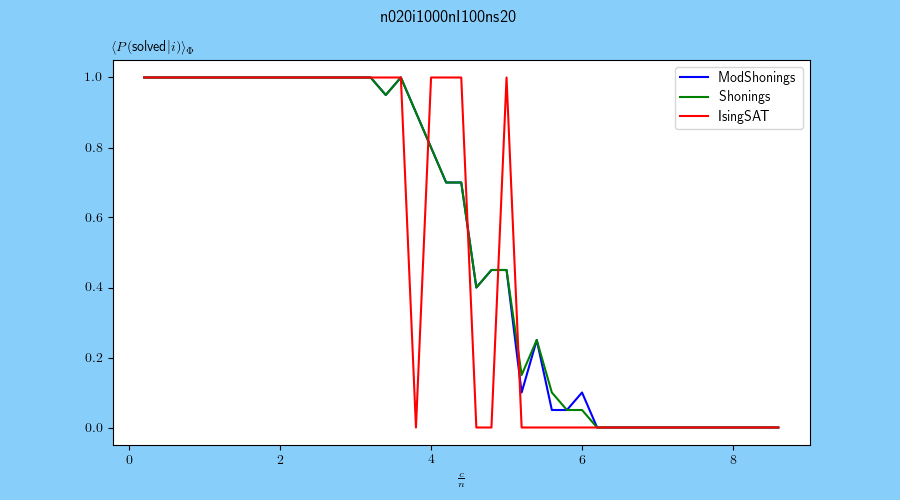 n020i1000nI100ns20
⟨P(solved|i)⟩Φ
1.0
0.8
0.6
0.4
0.2
0.0
0 2 4 6 8
c/n
ModShonings
Shonings
IsingSAT